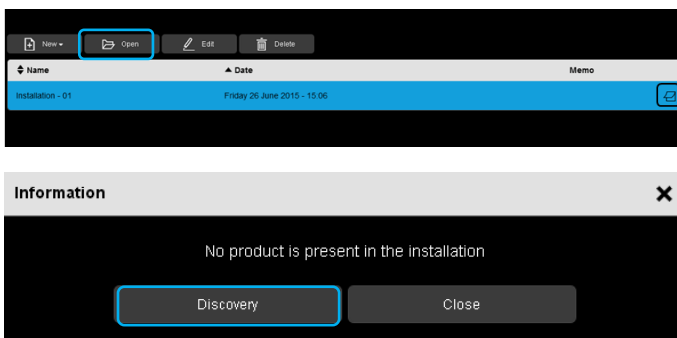 New Open Edit Delete
Name Date Memo
Installation - 01 Friday 26 June 2015 - 15:06
Information
No product is present in the installation
Discovery Close